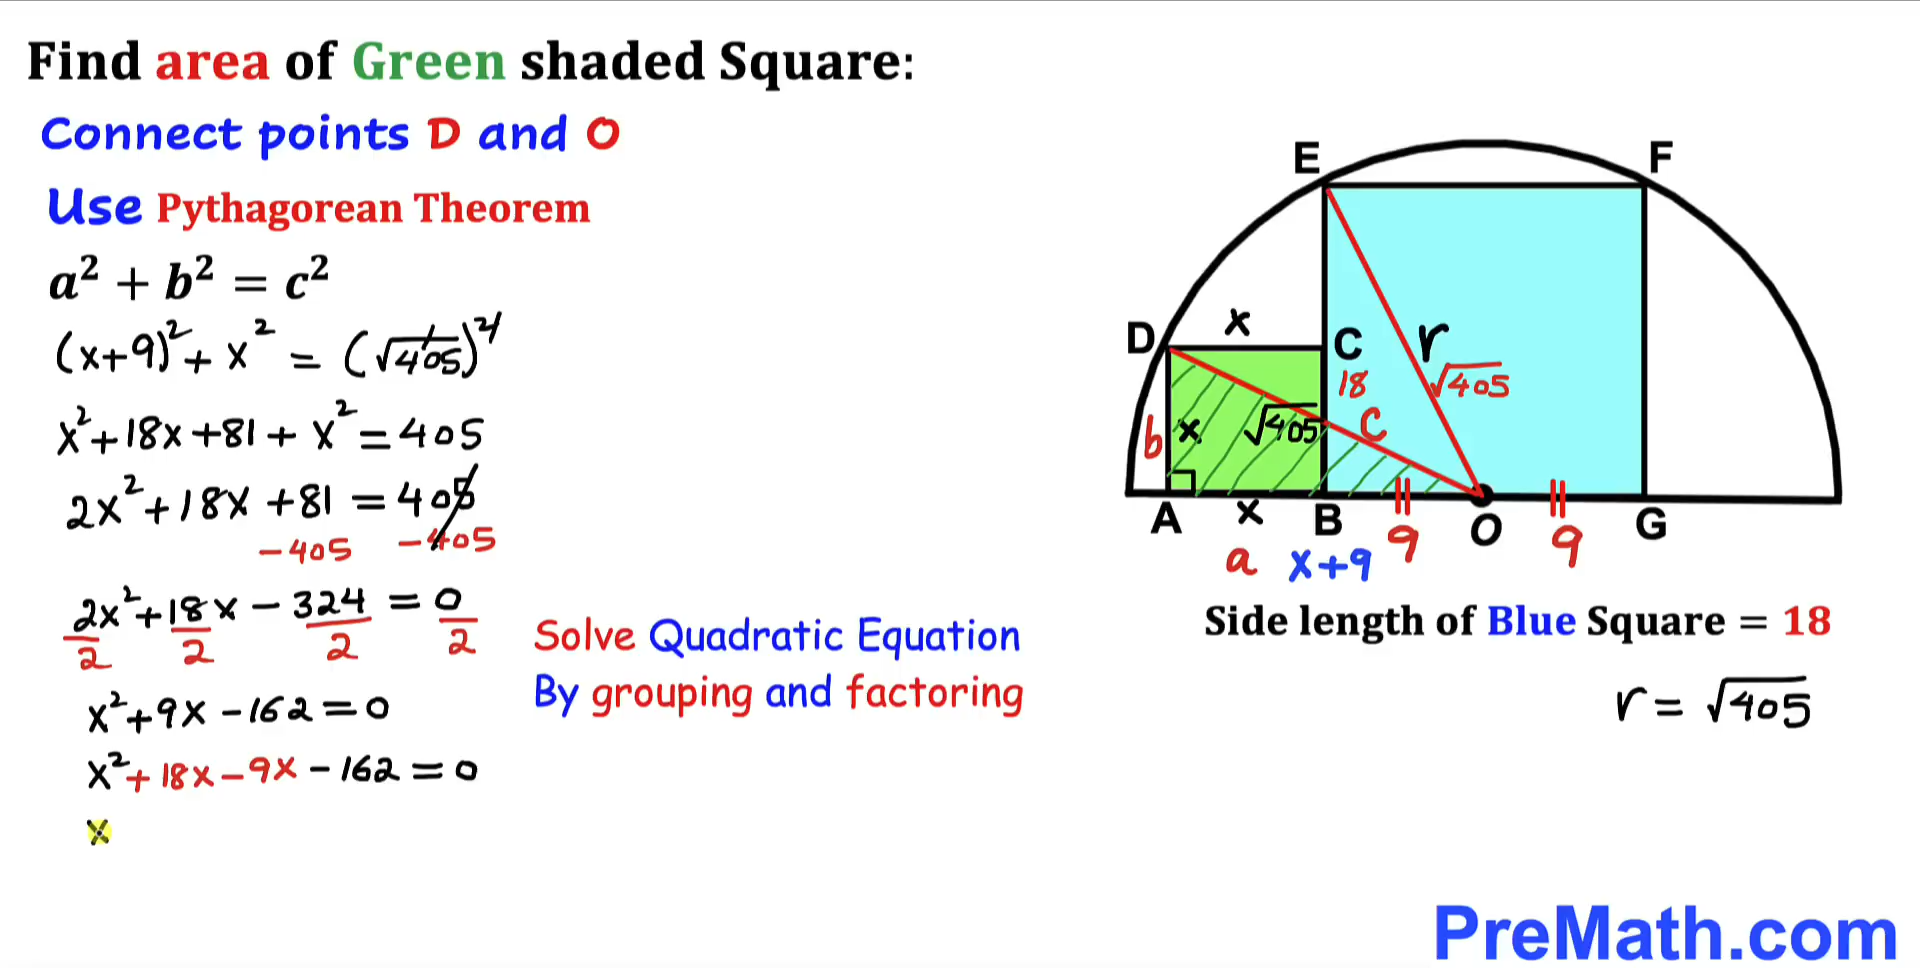 Find area of Green shaded Square:
Connect points D and O
Use Pythagorean Theorem
a² + b² = c²
(x+9)² + x² = (√405)²
x² + 18x + 81 + x² = 405
2x² + 18x + 81 = 405
-405 -405
2x² + 18x - 324 = 0
2 2 2 2
x² + 9x - 162 = 0
x² + 18x - 9x - 162 = 0
x
Solve Quadratic Equation
By grouping and factoring
E F
D x C r
18 √405
b x √405 c
A x B O G
a x+9 9 9
Side length of Blue Square = 18
r = √405
PreMath.com